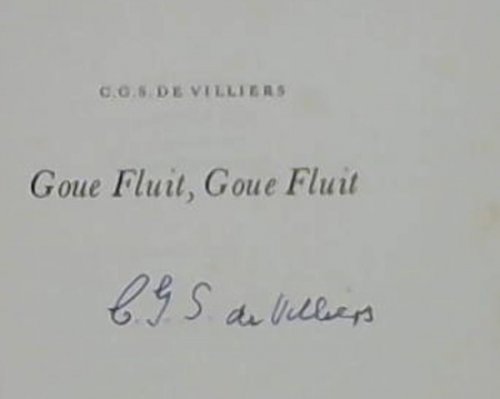 C.G.S. DE VILLIERS
Goue Fluit, Goue Fluit
C.G.S. de Villiers